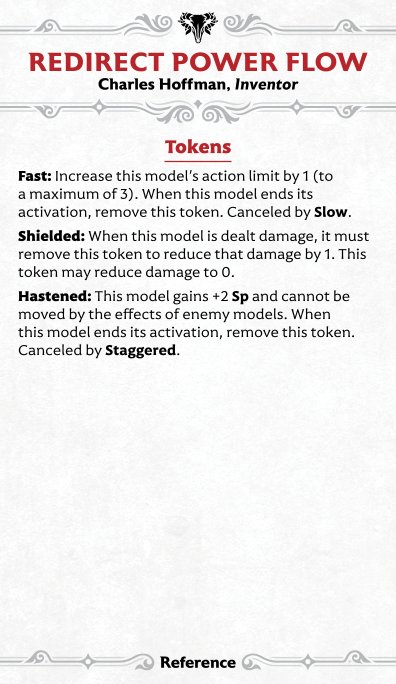 REDIRECT POWER FLOW
Charles Hoffman, Inventor
Tokens
Fast: Increase this model's action limit by 1 (to
a maximum of 3). When this model ends its
activation, remove this token. Canceled by Slow.
Shielded: When this model is dealt damage, it must
remove this token to reduce that damage by 1. This
token may reduce damage to 0.
Hastened: This model gains +2 Sp and cannot be
moved by the effects of enemy models. When
this model ends its activation, remove this token.
Canceled by Staggered.
Reference